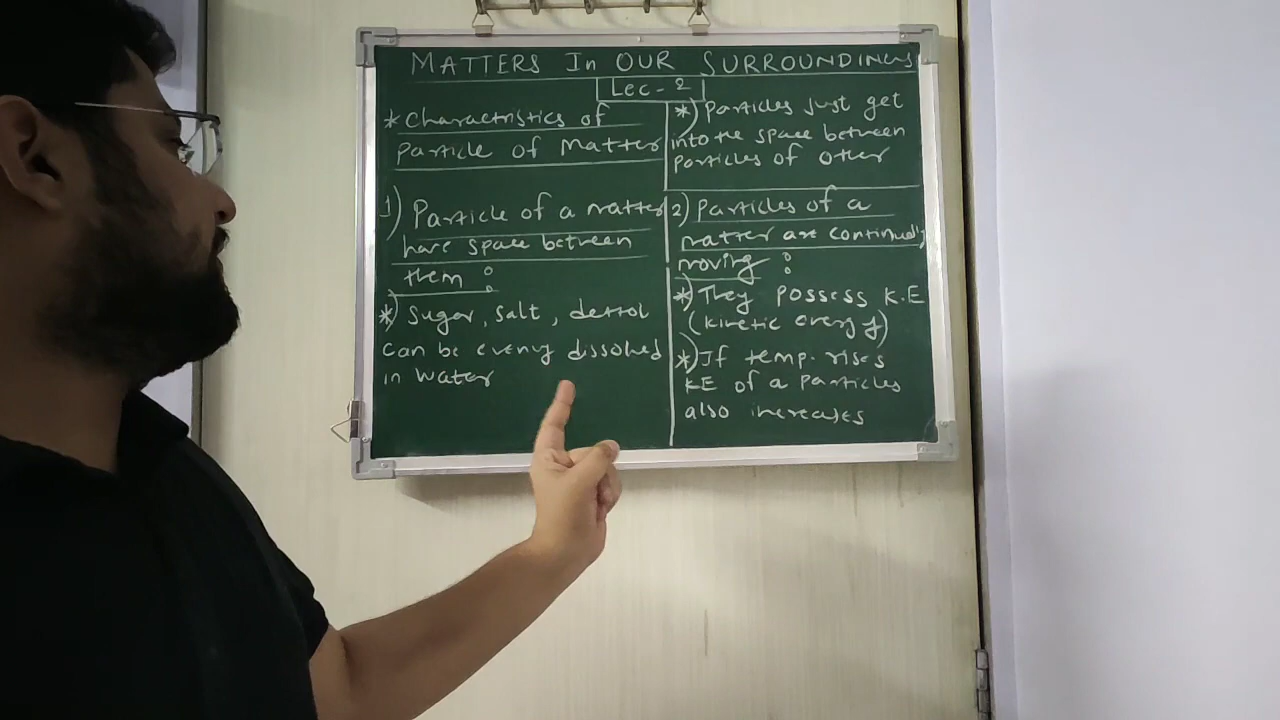 MATTERS In OUR SURROUNDINGS
Lec-2
* Characteristics of
Particle of Matter
1) Particle of a matter
have space between
them :
*) Sugar, salt, dettol
can be evenly dissolved
in water
*) Particles just get
into the space between
particles of other
2) Particles of a
matter are continually
moving :
*) They possess K.E
(kinetic energy)
*) If temp. rises
KE of a particles
also increases